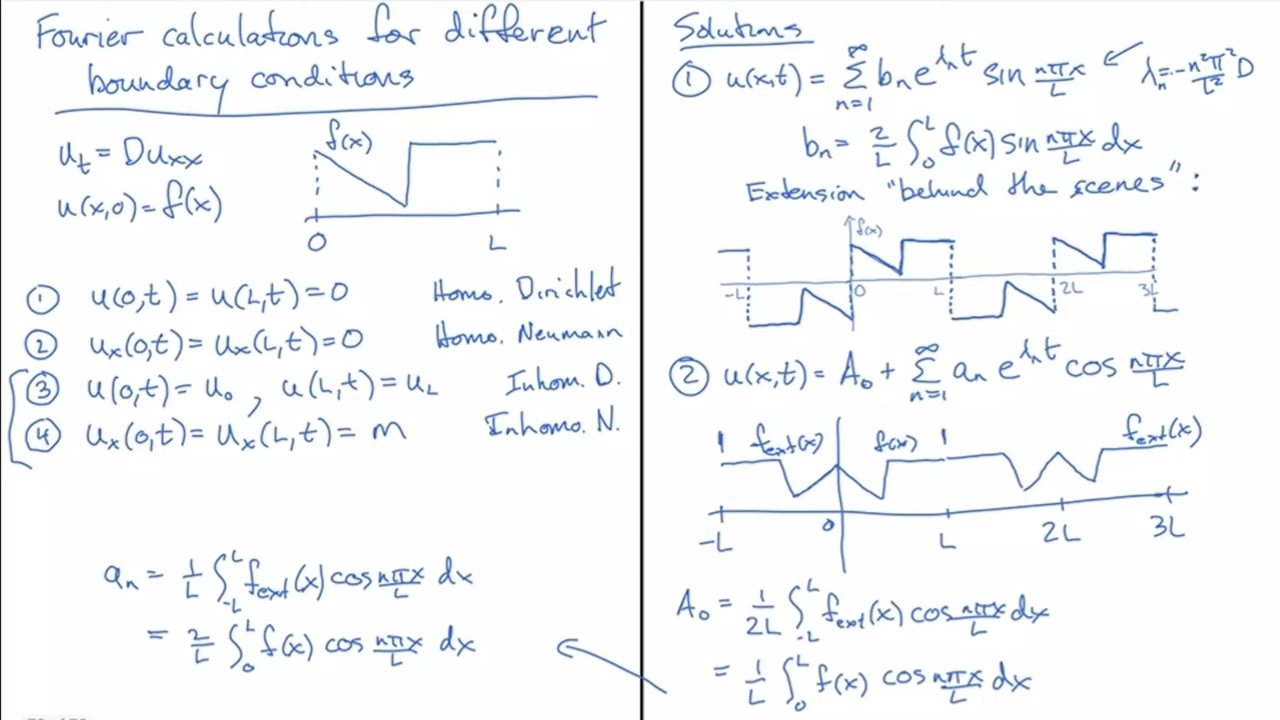 Fourier calculations for different
boundary conditions
u_t = Du_xx
u(x,0) = f(x)
f(x)
0 L
① u(0,t) = u(L,t) = 0 Homo. Dirichlet
② u_x(0,t) = u_x(L,t) = 0 Homo. Neumann
③ u(0,t) = u_0 , u(L,t) = u_L Inhom. D.
④ u_x(0,t) = u_x(L,t) = m Inhomo. N.
a_n = 1/L ∫_{-L}^{L} f_ext(x) cos nπx/L dx
= 2/L ∫_0^L f(x) cos nπx/L dx
Solutions
① u(x,t) = ∑_{n=1}^∞ b_n e^{λ_n t} sin nπx/L ↙ λ_n = -n²π²/L² D
b_n = 2/L ∫_0^L f(x) sin nπx/L dx
Extension "behind the scenes":
f(x)
-L 0 L 2L 3L
② u(x,t) = A_0 + ∑_{n=1}^∞ a_n e^{λ_n t} cos nπx/L
1 f_ext(x) f(x) 1 f_ext(x)
-L 0 L 2L 3L
A_0 = 1/2L ∫_{-L}^{L} f_ext(x) cos nπx/L dx
= 1/L ∫_0^L f(x) cos nπx/L dx